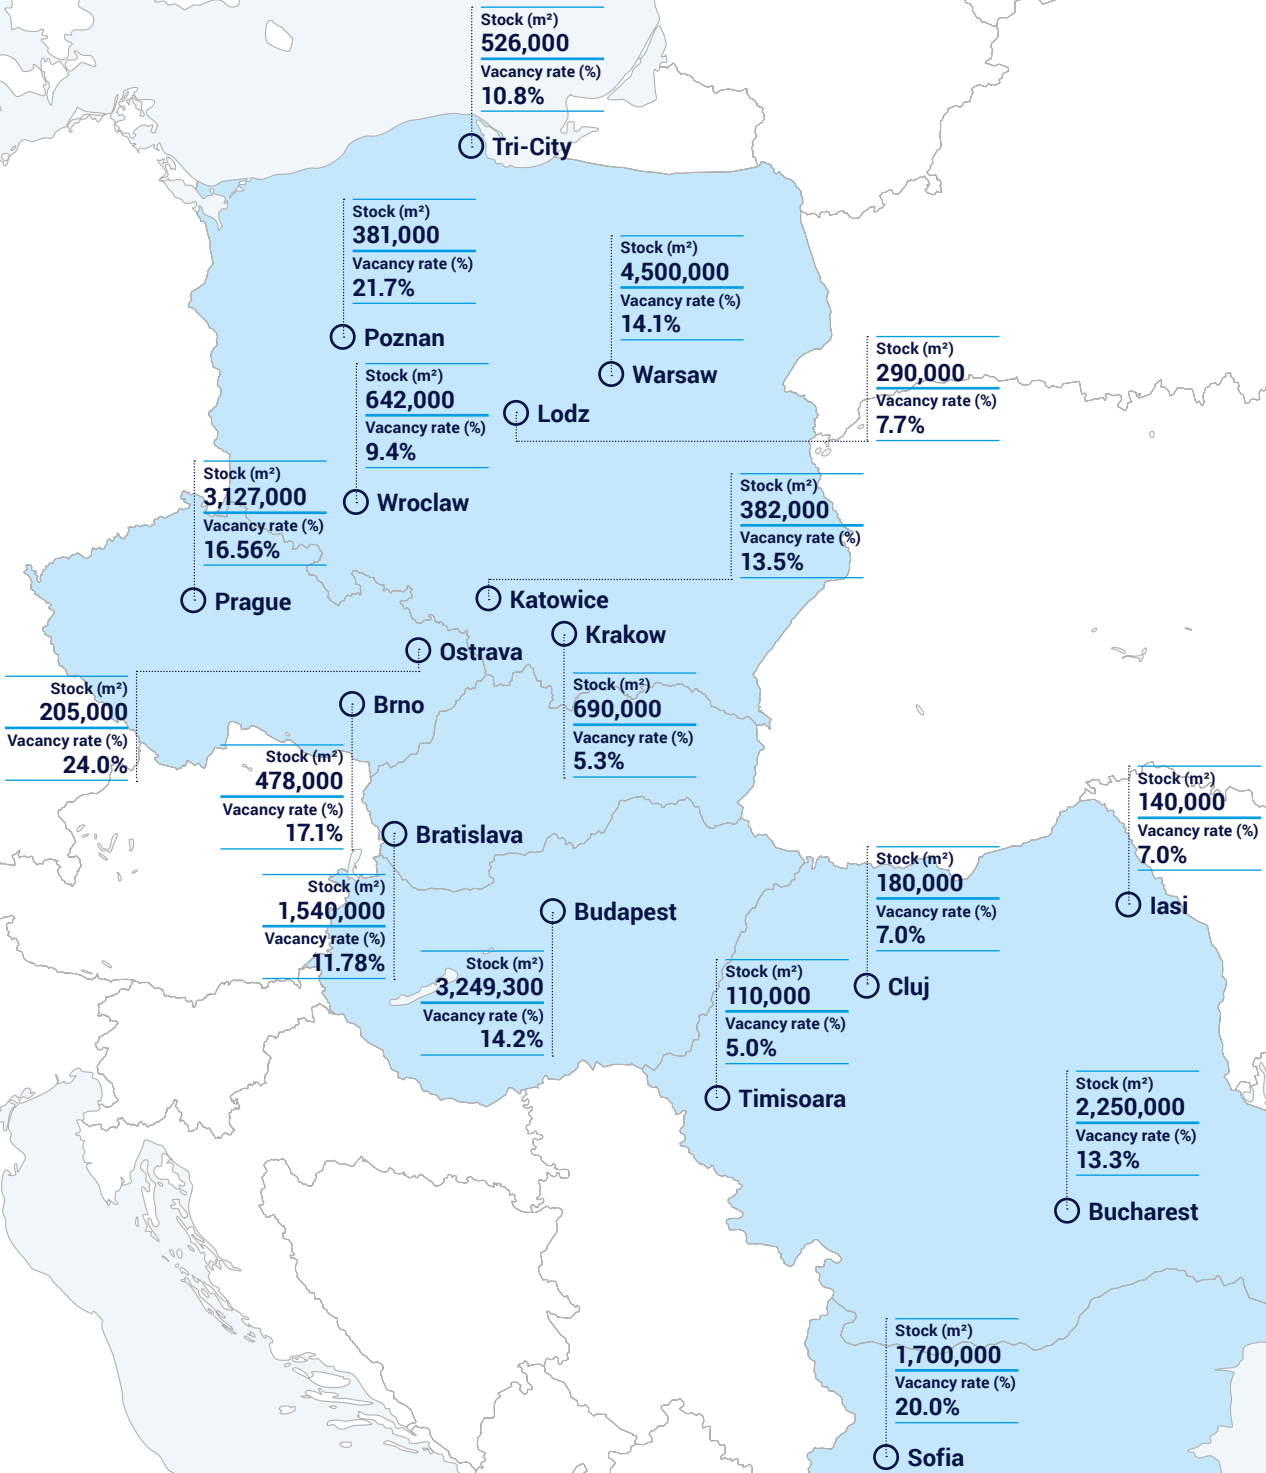 Stock (m²)
526,000
Vacancy rate (%)
10.8%
Tri-City
Stock (m²)
381,000
Vacancy rate (%)
21.7%
Poznan
Stock (m²)
4,500,000
Vacancy rate (%)
14.1%
Warsaw
Stock (m²)
290,000
Vacancy rate (%)
7.7%
Lodz
Stock (m²)
642,000
Vacancy rate (%)
9.4%
Wroclaw
Stock (m²)
3,127,000
Vacancy rate (%)
16.56%
Prague
Stock (m²)
382,000
Vacancy rate (%)
13.5%
Katowice
Krakow
Stock (m²)
690,000
Vacancy rate (%)
5.3%
Ostrava
Stock (m²)
205,000
Vacancy rate (%)
24.0%
Brno
Stock (m²)
478,000
Vacancy rate (%)
17.1%
Bratislava
Stock (m²)
1,540,000
Vacancy rate (%)
11.78%
Budapest
Stock (m²)
3,249,300
Vacancy rate (%)
14.2%
Stock (m²)
140,000
Vacancy rate (%)
7.0%
Iasi
Stock (m²)
180,000
Vacancy rate (%)
7.0%
Cluj
Stock (m²)
110,000
Vacancy rate (%)
5.0%
Timisoara
Stock (m²)
2,250,000
Vacancy rate (%)
13.3%
Bucharest
Stock (m²)
1,700,000
Vacancy rate (%)
20.0%
Sofia